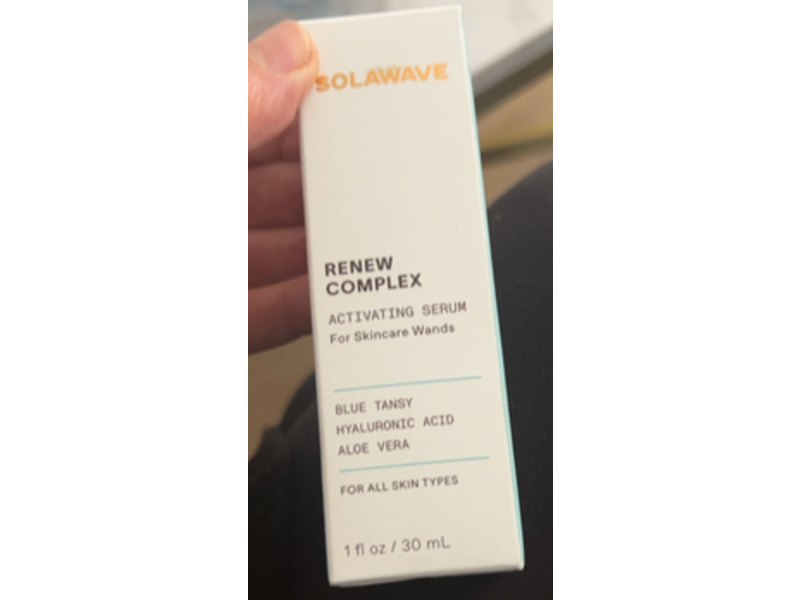 SOLAWAVE
RENEW
COMPLEX
ACTIVATING SERUM
For Skincare Wands
BLUE TANSY
HYALURONIC ACID
ALOE VERA
FOR ALL SKIN TYPES
1 fl oz / 30 mL